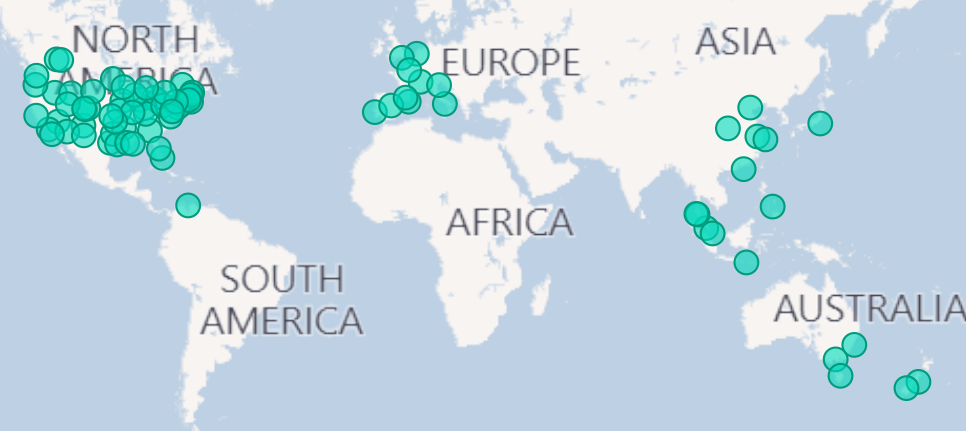 NORTH
AMERICA
EUROPE
ASIA
AFRICA
SOUTH
AMERICA
AUSTRALIA